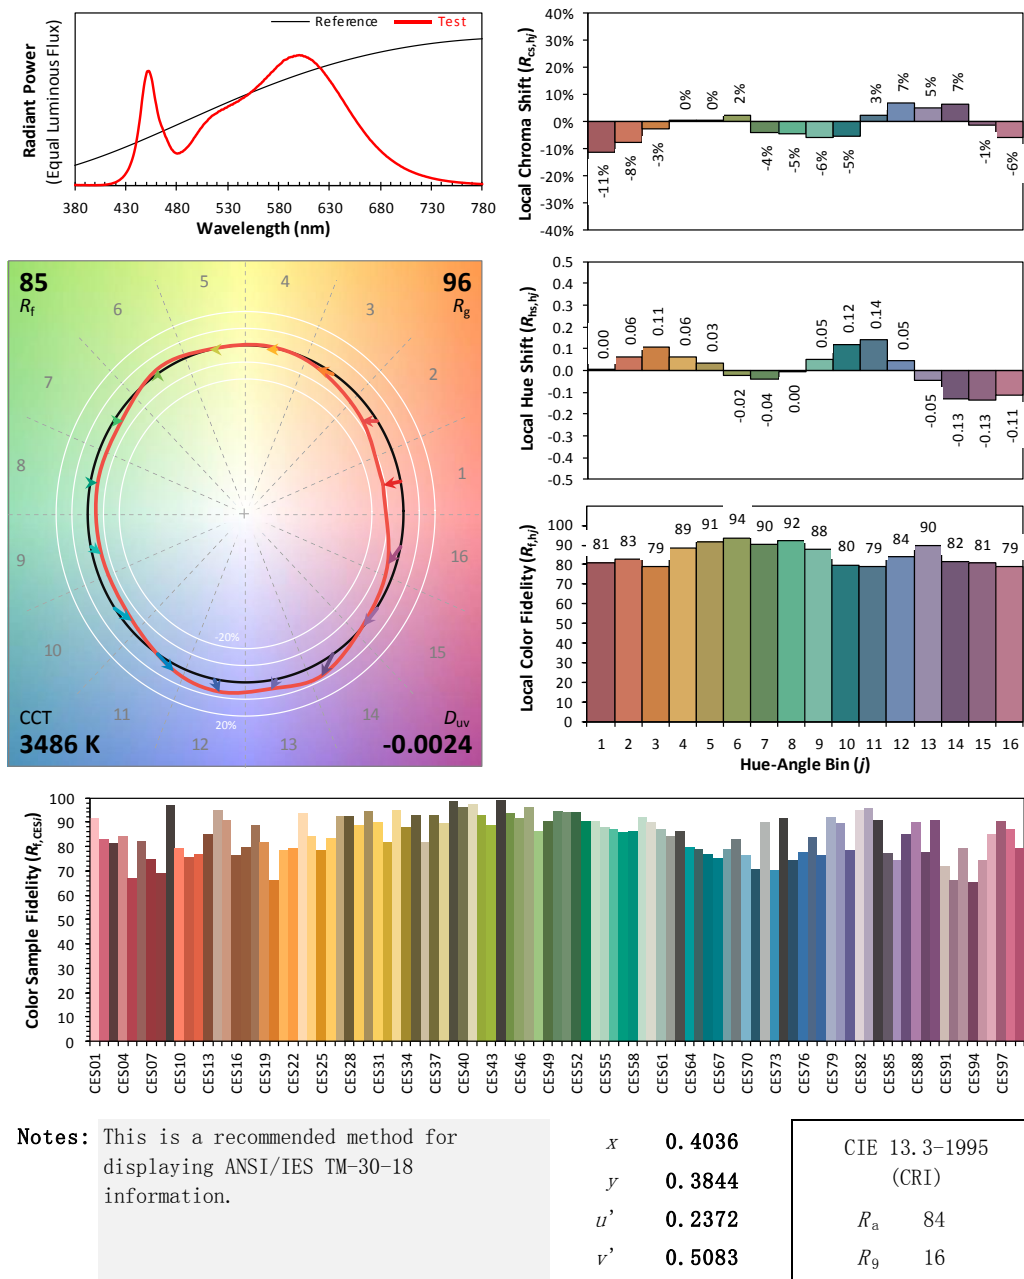 Radiant Power
(Equal Luminous Flux)
Reference
Test
380 430 480 530 580 630 680 730 780
Wavelength (nm)
Local Chroma Shift (Rcs,hj)
40%
30%
20%
10%
0%
-10%
-20%
-30%
-40%
-11% -8% -3% 0% 0% 2% -4% -5% -6% -5% 3% 7% 5% 7% -1% -6%
85
Rf
96
Rg
5 4
6 3
7 2
8 1
9 16
10 15
11 14
12 13
-20%
20%
CCT
3486 K
Duv
-0.0024
Local Hue Shift (Rhs,hj)
0.5
0.4
0.3
0.2
0.1
0.0
-0.1
-0.2
-0.3
-0.4
-0.5
0.00 0.06 0.11 0.06 0.03 -0.02 -0.04 0.00 0.05 0.12 0.14 0.05 -0.05 -0.13 -0.13 -0.11
Local Color Fidelity (Rf,hj)
100
90
80
70
60
50
40
30
20
10
0
81 83 79 89 91 94 90 92 88 80 79 84 90 82 81 79
1 2 3 4 5 6 7 8 9 10 11 12 13 14 15 16
Hue-Angle Bin (j)
Color Sample Fidelity (Rf,CESi)
100
90
80
70
60
50
40
30
20
10
0
CES01 CES04 CES07 CES10 CES13 CES16 CES19 CES22 CES25 CES28 CES31 CES34 CES37 CES40 CES43 CES46 CES49 CES52 CES55 CES58 CES61 CES64 CES67 CES70 CES73 CES76 CES79 CES82 CES85 CES88 CES91 CES94 CES97
Notes: This is a recommended method for
displaying ANSI/IES TM-30-18
information.
x 0.4036
y 0.3844
u' 0.2372
v' 0.5083
CIE 13.3-1995
(CRI)
Ra 84
R9 16